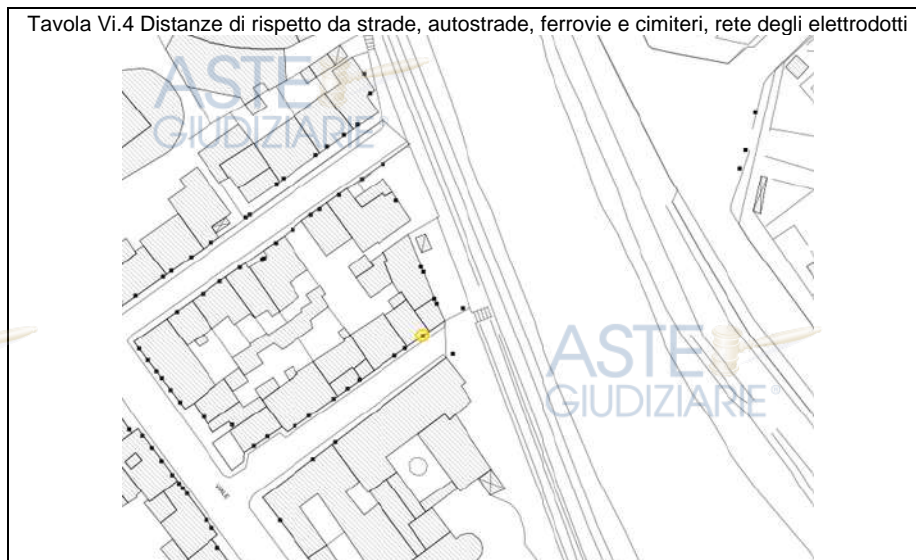 Tavola Vi.4 Distanze di rispetto da strade, autostrade, ferrovie e cimiteri, rete degli elettrodotti
ASTE
GIUDIZIARIE®
ASTE
GIUDIZIARIE®
VIALE